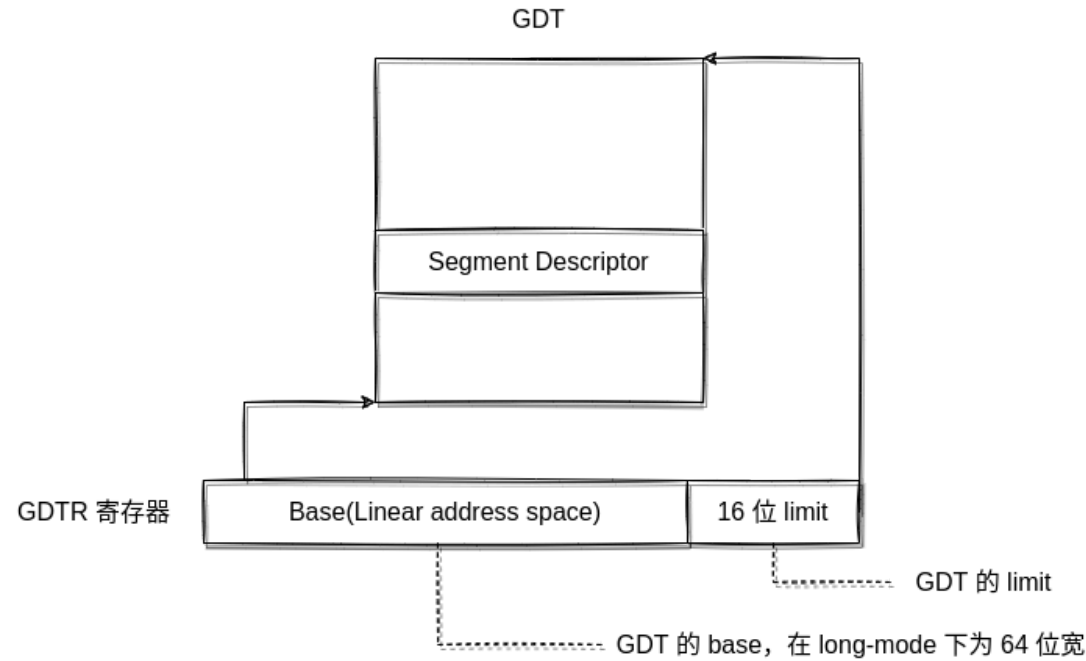 GDT
Segment Descriptor
GDTR 寄存器
Base(Linear address space)
16 位 limit
GDT 的 limit
GDT 的 base，在 long-mode 下为 64 位宽